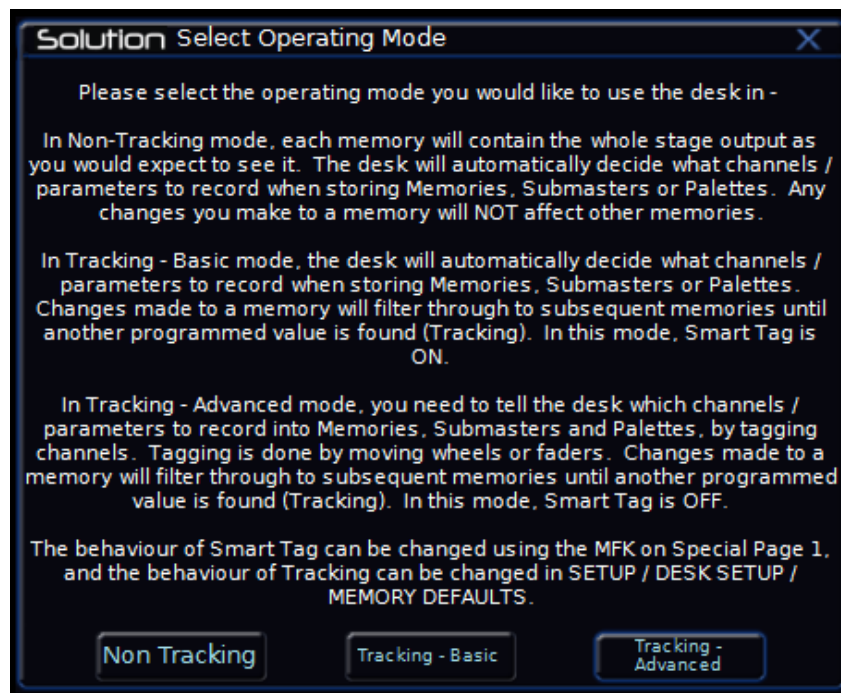 Solution Select Operating Mode X
Please select the operating mode you would like to use the desk in -
In Non-Tracking mode, each memory will contain the whole stage output as
you would expect to see it. The desk will automatically decide what channels /
parameters to record when storing Memories, Submasters or Palettes. Any
changes you make to a memory will NOT affect other memories.
In Tracking - Basic mode, the desk will automatically decide what channels /
parameters to record when storing Memories, Submasters or Palettes.
Changes made to a memory will filter through to subsequent memories until
another programmed value is found (Tracking). In this mode, Smart Tag is
ON.
In Tracking - Advanced mode, you need to tell the desk which channels /
parameters to record into Memories, Submasters and Palettes, by tagging
channels. Tagging is done by moving wheels or faders. Changes made to a
memory will filter through to subsequent memories until another programmed
value is found (Tracking). In this mode, Smart Tag is OFF.
The behaviour of Smart Tag can be changed using the MFK on Special Page 1,
and the behaviour of Tracking can be changed in SETUP / DESK SETUP /
MEMORY DEFAULTS.
Non Tracking
Tracking - Basic
Tracking -
Advanced